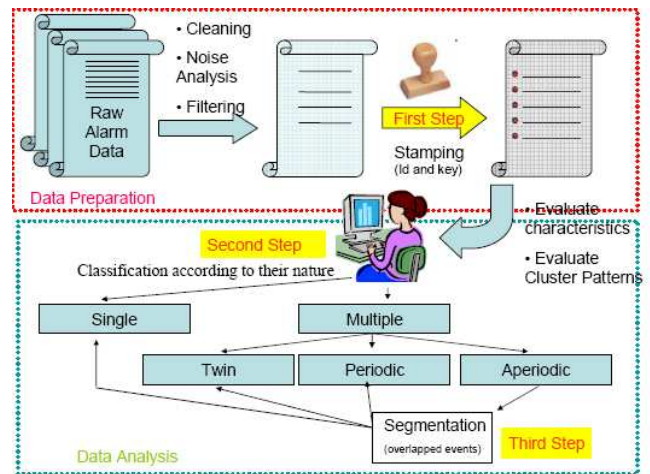 • Cleaning
• Noise
Analysis
• Filtering
Raw
Alarm
Data
First Step
Stamping
(Id and key)
Data Preparation
• Evaluate
characteristics
• Evaluate
Cluster Patterns
Second Step
Classification according to their nature
Single
Multiple
Twin
Periodic
Aperiodic
Segmentation
(overlapped events)
Third Step
Data Analysis